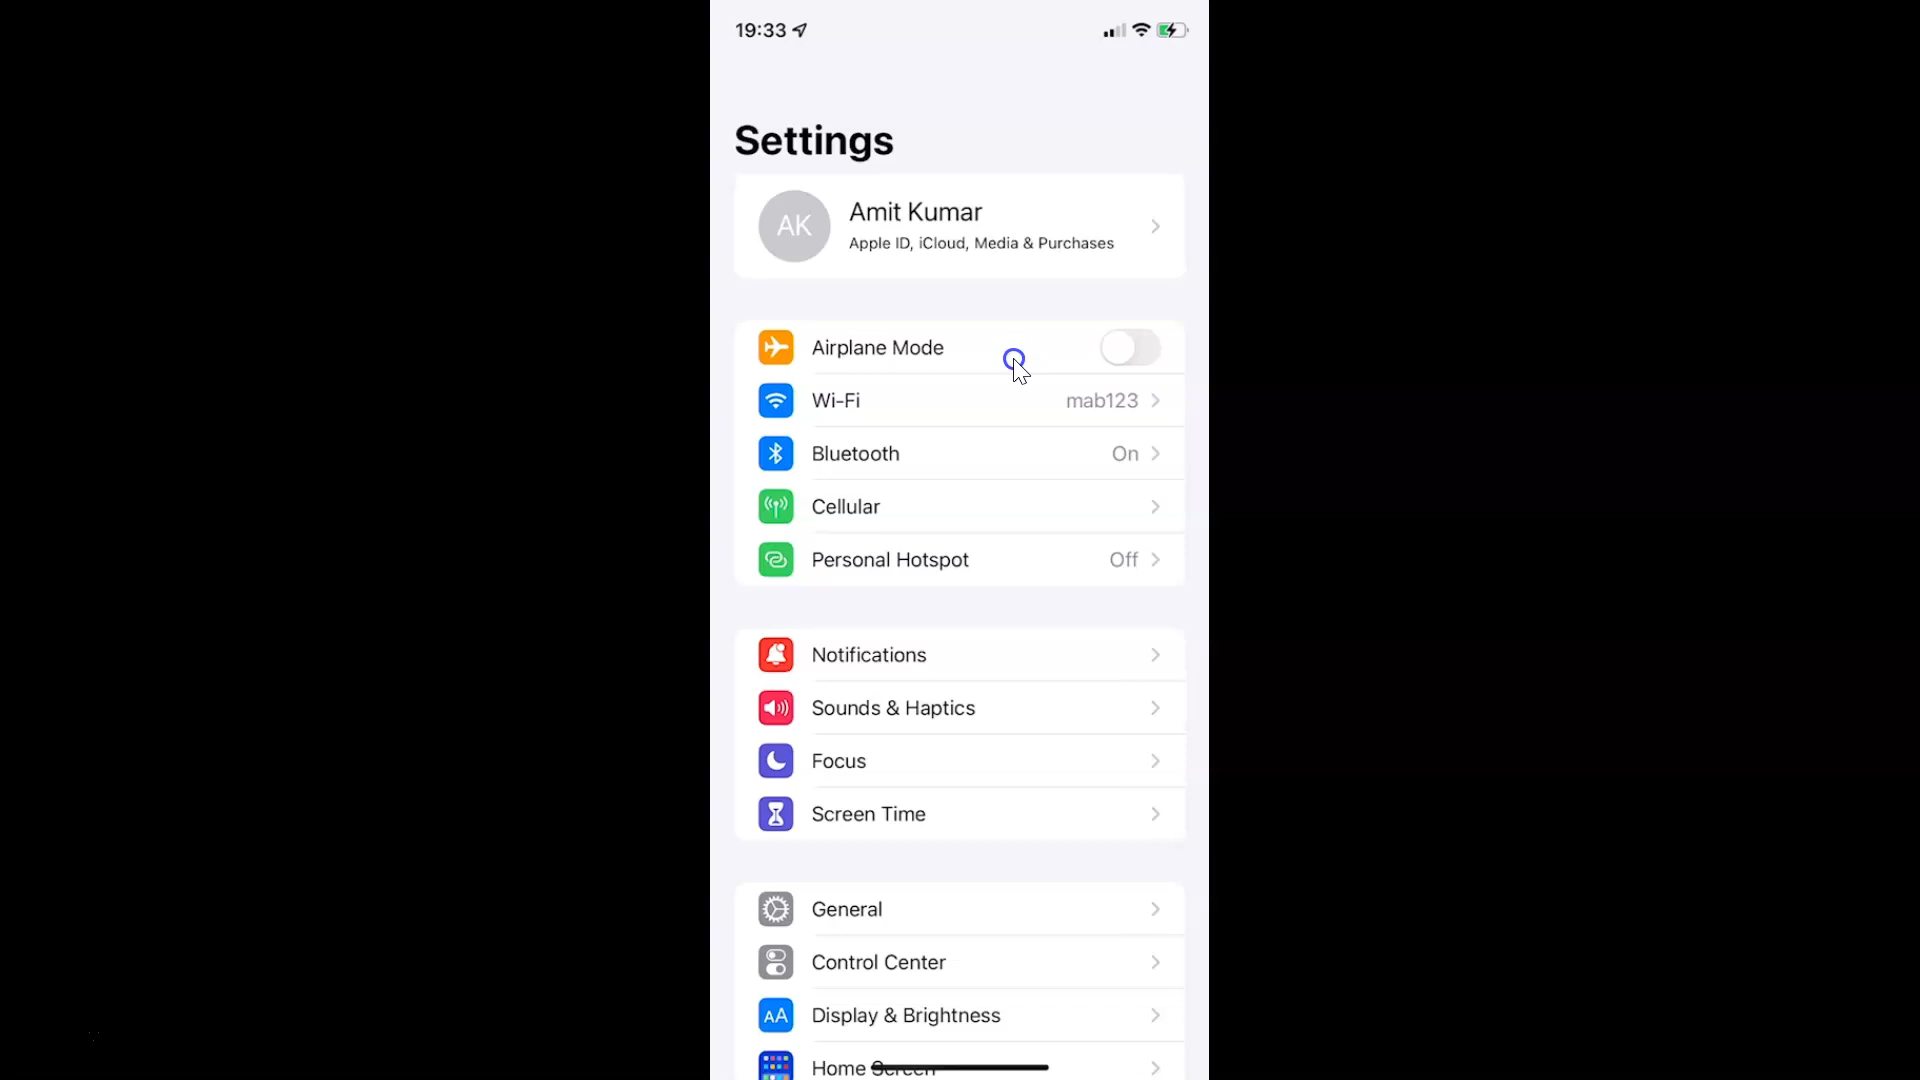 19:33
Settings
AK
Amit Kumar
Apple ID, iCloud, Media & Purchases
Airplane Mode
Wi-Fi mab123
Bluetooth On
Cellular
Personal Hotspot Off
Notifications
Sounds & Haptics
Focus
Screen Time
General
Control Center
AA Display & Brightness
Home Screen